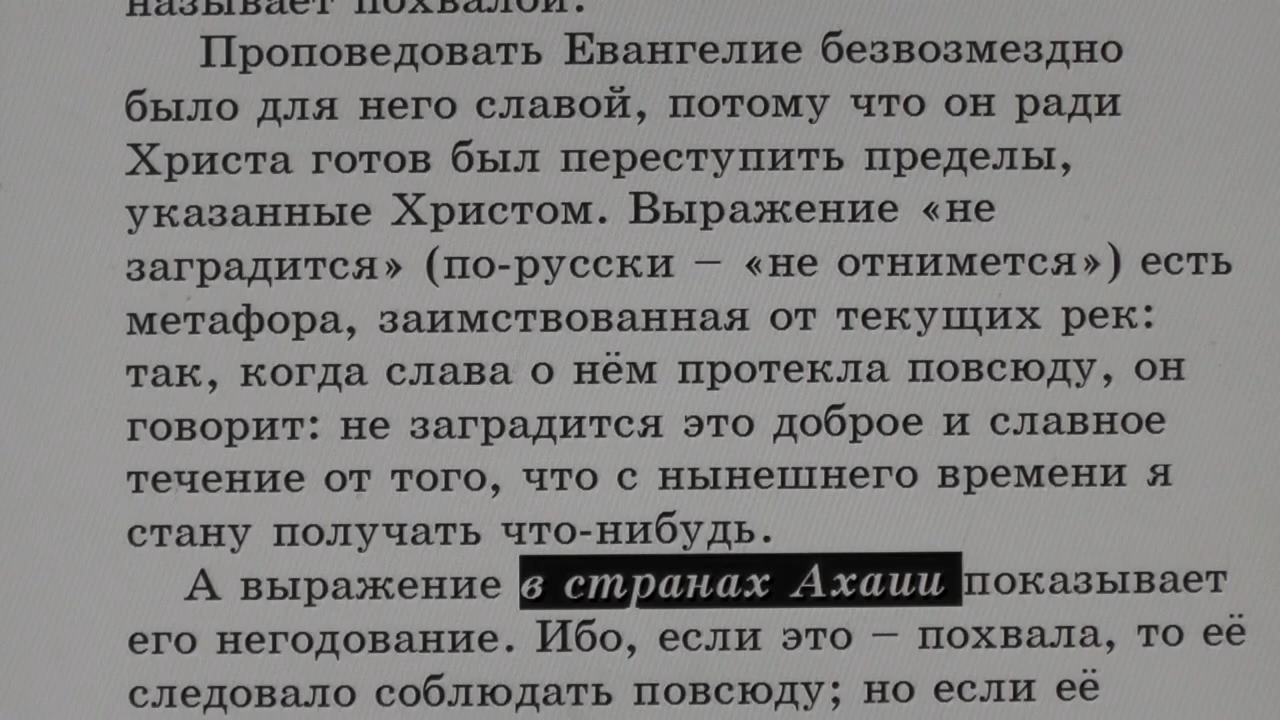 называет похвалой.
Проповедовать Евангелие безвозмездно
было для него славой, потому что он ради
Христа готов был переступить пределы,
указанные Христом. Выражение «не
заградится» (по-русски – «не отнимется») есть
метафора, заимствованная от текущих рек:
так, когда слава о нём протекла повсюду, он
говорит: не заградится это доброе и славное
течение от того, что с нынешнего времени я
стану получать что-нибудь.
А выражение в странах Ахаии показывает
его негодование. Ибо, если это – похвала, то её
следовало соблюдать повсюду; но если её